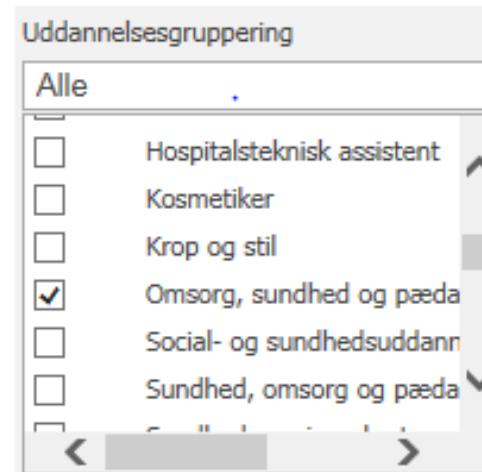 Uddannelsesgruppering
Alle
Hospitalsteknisk assistent
Kosmetiker
Krop og stil
Omsorg, sundhed og pæda
Social- og sundhedsuddann
Sundhed, omsorg og pæda